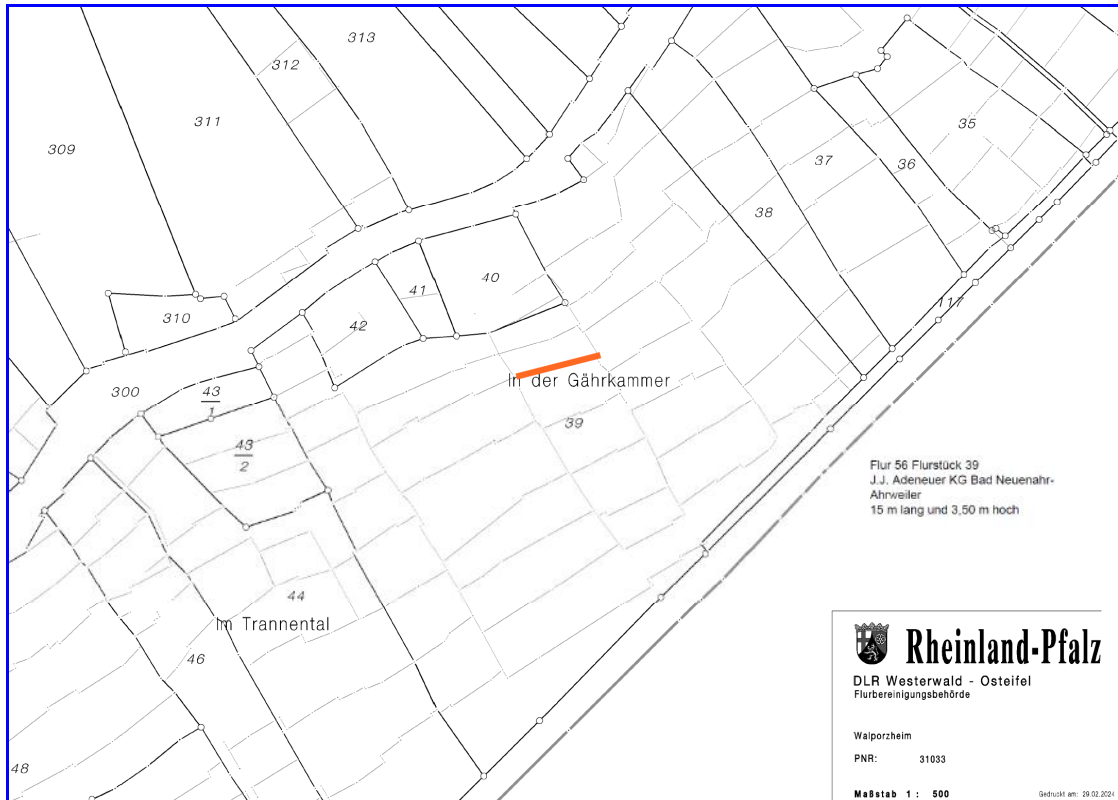 313
312
311
309
35
36
37
38
310
40
41
42
300
43
1
43
2
In der Gährkammer
39
117
44
Im Trannental
46
48
Flur 56 Flurstück 39
J.J. Adeneuer KG Bad Neuenahr-
Ahrweiler
15 m lang und 3,50 m hoch
Rheinland-Pfalz
DLR Westerwald - Osteifel
Flurbereinigungsbehörde
Walporzheim
PNR: 31033
Maßstab 1 : 500
Gedruckt am: 29.02.2024